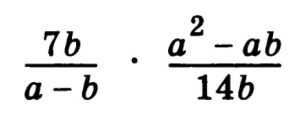 7b/(a − b) · (a² − ab)/14b